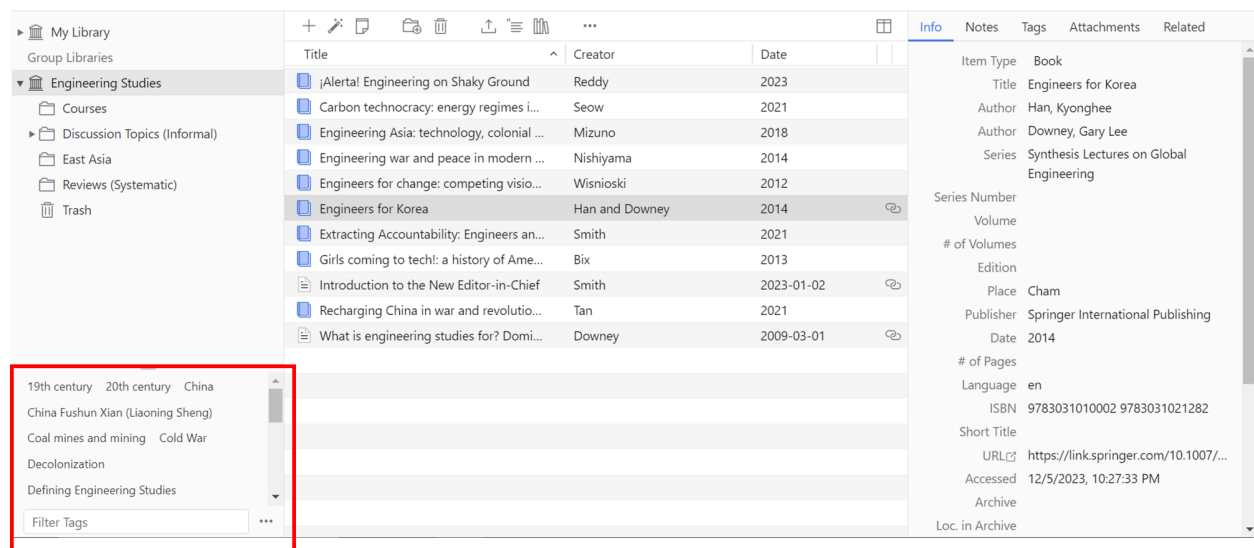 My Library
Group Libraries
Engineering Studies
Courses
Discussion Topics (Informal)
East Asia
Reviews (Systematic)
Trash
19th century 20th century China
China Fushun Xian (Liaoning Sheng)
Coal mines and mining Cold War
Decolonization
Defining Engineering Studies
Filter Tags
Title Creator Date
¡Alerta! Engineering on Shaky Ground Reddy 2023
Carbon technocracy: energy regimes i... Seow 2021
Engineering Asia: technology, colonial ... Mizuno 2018
Engineering war and peace in modern ... Nishiyama 2014
Engineers for change: competing visio... Wisnioski 2012
Engineers for Korea Han and Downey 2014
Extracting Accountability: Engineers an... Smith 2021
Girls coming to tech!: a history of Ame... Bix 2013
Introduction to the New Editor-in-Chief Smith 2023-01-02
Recharging China in war and revolutio... Tan 2021
What is engineering studies for? Domi... Downey 2009-03-01
Info Notes Tags Attachments Related
Item Type Book
Title Engineers for Korea
Author Han, Kyonghee
Author Downey, Gary Lee
Series Synthesis Lectures on Global
Engineering
Series Number
Volume
# of Volumes
Edition
Place Cham
Publisher Springer International Publishing
Date 2014
# of Pages
Language en
ISBN 9783031010002 9783031021282
Short Title
URL https://link.springer.com/10.1007/...
Accessed 12/5/2023, 10:27:33 PM
Archive
Loc. in Archive